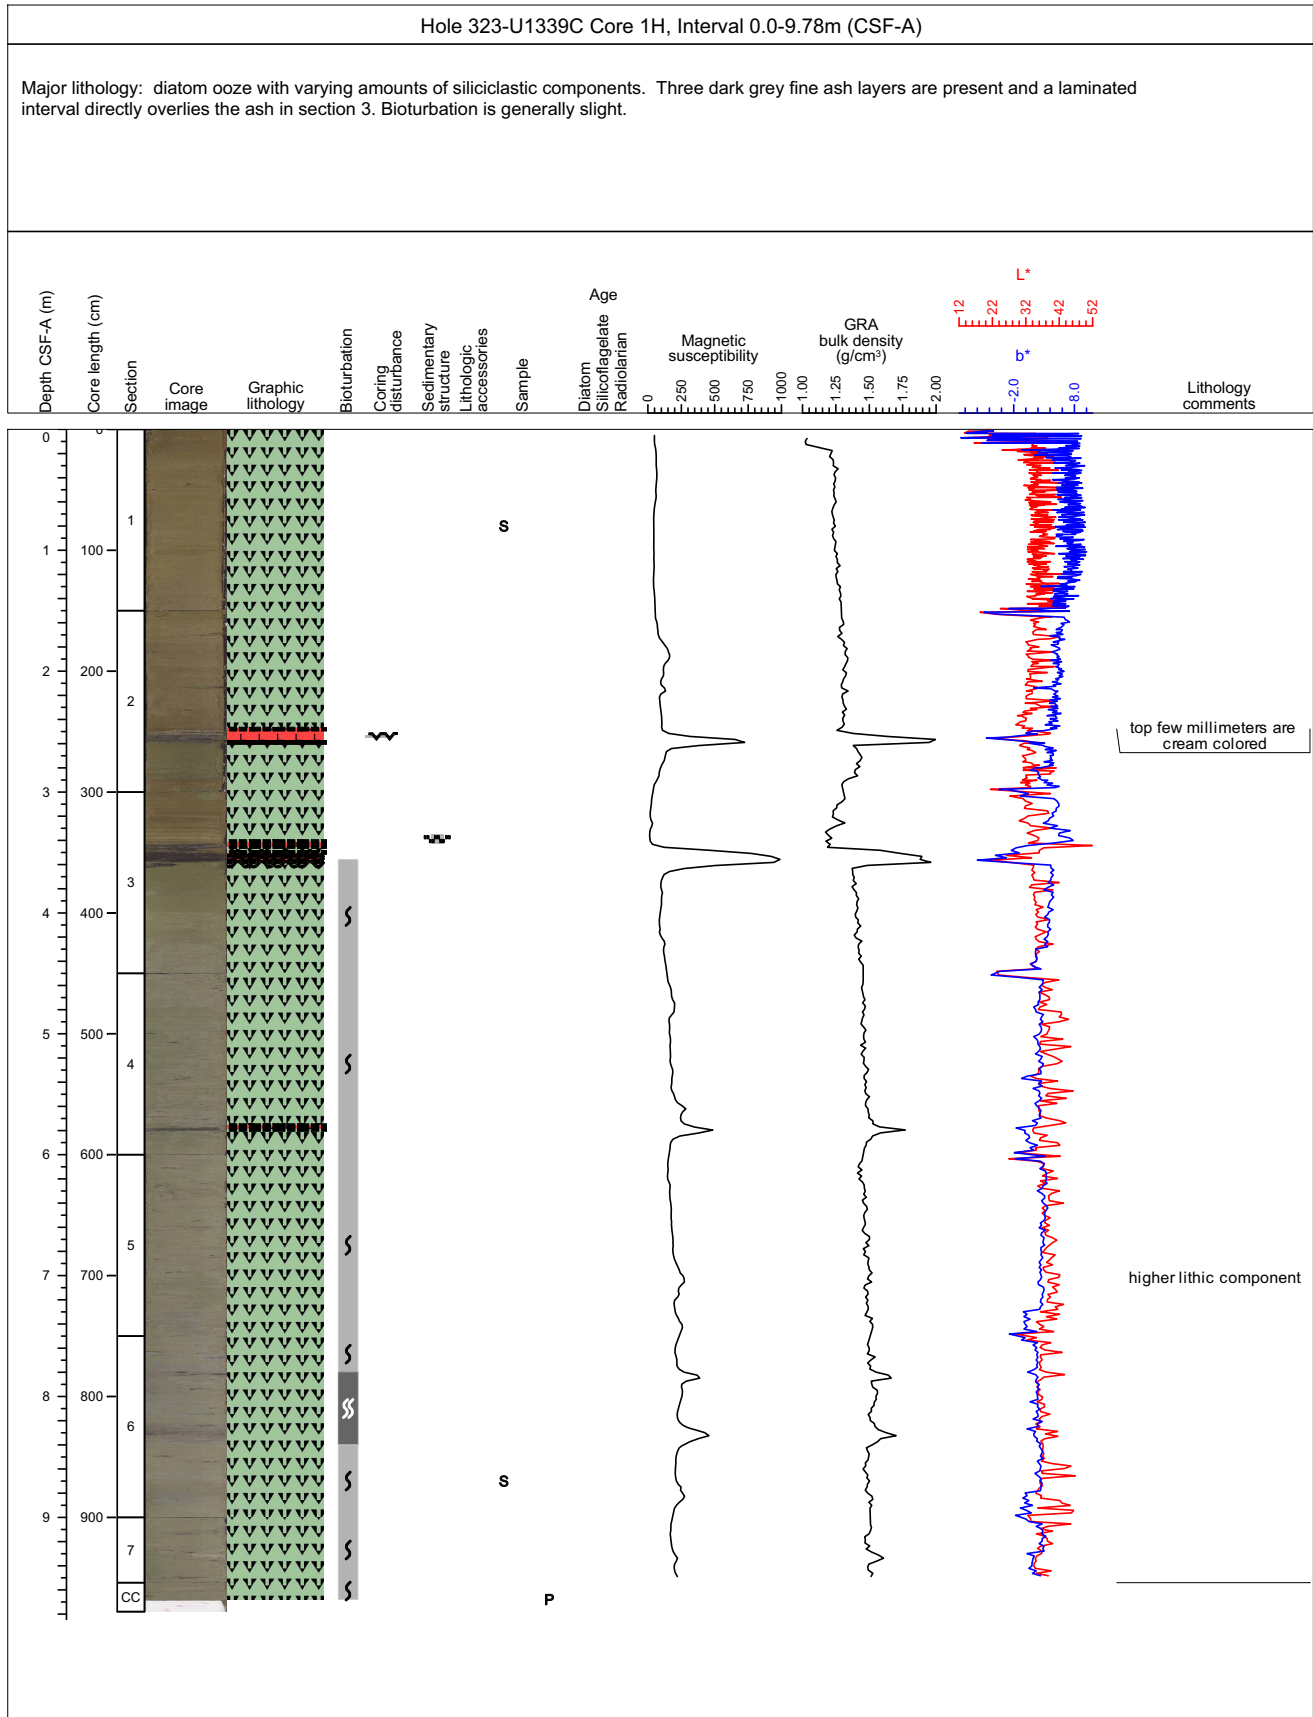 Hole 323-U1339C Core 1H, Interval 0.0-9.78m (CSF-A)
Major lithology: diatom ooze with varying amounts of siliciclastic components. Three dark grey fine ash layers are present and a laminated
interval directly overlies the ash in section 3. Bioturbation is generally slight.
Depth CSF-A (m)
Core length (cm)
Section
Core
image
Graphic
lithology
Bioturbation
Coring
disturbance
Sedimentary
structure
Lithologic
accessories
Sample
Age
Diatom
Silicoflagelate
Radiolarian
Magnetic
susceptibility
0 250 500 750 1000
GRA
bulk density
(g/cm³)
1.00 1.25 1.50 1.75 2.00
L*
12 22 32 42 52
b*
-2.0 8.0
Lithology
comments
0 0
1
S
1 100
2 200
2
top few millimeters are
cream colored
3 300
3
4 400
5 500
4
6 600
5
7 700
higher lithic component
8 800
6
S
9 900
7
CC
P